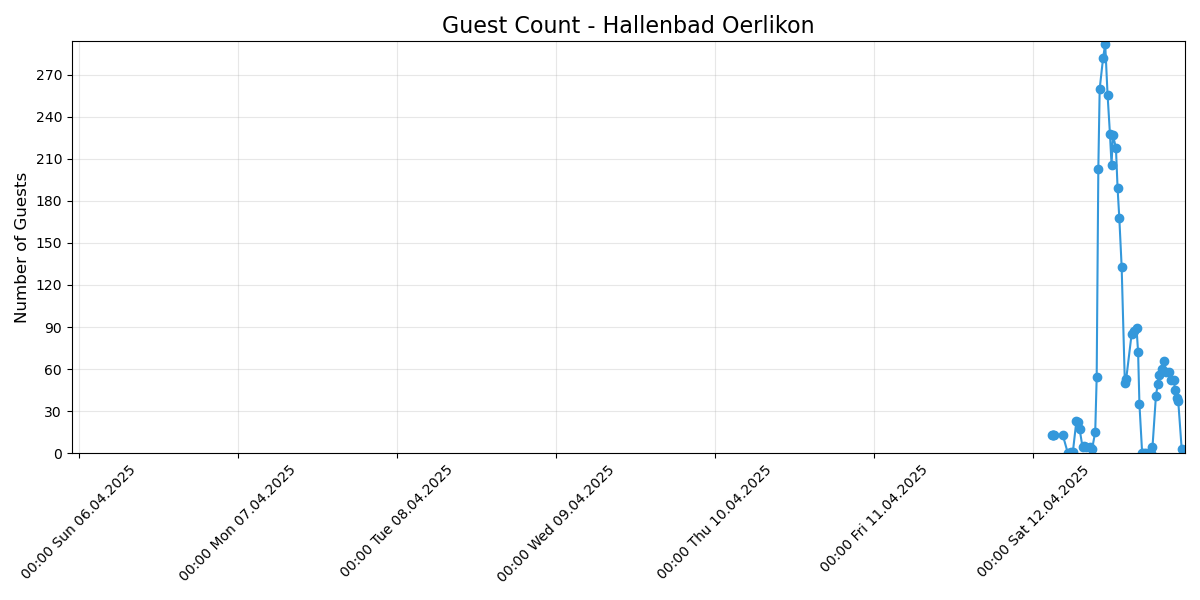 Guest Count - Hallenbad Oerlikon
Number of Guests
270
240
210
180
150
120
90
60
30
0
00:00 Sun 06.04.2025
00:00 Mon 07.04.2025
00:00 Tue 08.04.2025
00:00 Wed 09.04.2025
00:00 Thu 10.04.2025
00:00 Fri 11.04.2025
00:00 Sat 12.04.2025